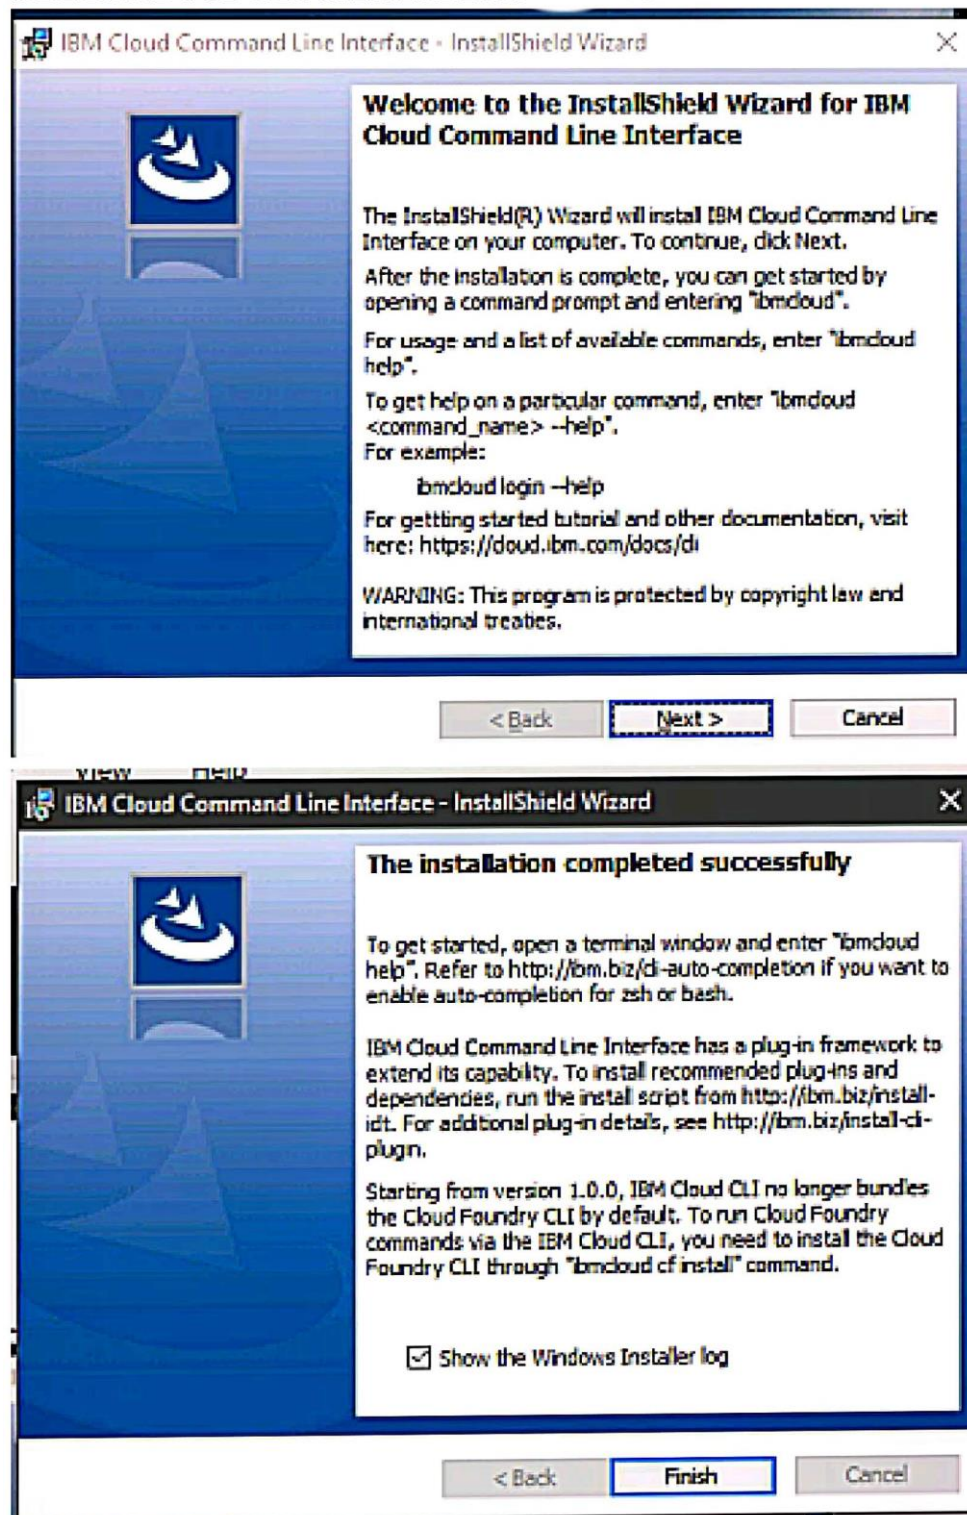 IBM Cloud Command Line Interface - InstallShield Wizard
Welcome to the InstallShield Wizard for IBM
Cloud Command Line Interface
The InstallShield(R) Wizard will install IBM Cloud Command Line
Interface on your computer. To continue, click Next.
After the installation is complete, you can get started by
opening a command prompt and entering "ibmcloud".
For usage and a list of available commands, enter "ibmcloud
help".
To get help on a particular command, enter "ibmcloud
<command_name> --help".
For example:
ibmcloud login --help
For gettting started tutorial and other documentation, visit
here: https://cloud.ibm.com/docs/cli
WARNING: This program is protected by copyright law and
international treaties.
< Back Next > Cancel
View Help
IBM Cloud Command Line Interface - InstallShield Wizard
The installation completed successfully
To get started, open a terminal window and enter "ibmcloud
help". Refer to http://ibm.biz/cli-auto-completion if you want to
enable auto-completion for zsh or bash.
IBM Cloud Command Line Interface has a plug-in framework to
extend its capability. To install recommended plug-ins and
dependencies, run the install script from http://ibm.biz/install-
idt. For additional plug-in details, see http://ibm.biz/install-cli-
plugin.
Starting from version 1.0.0, IBM Cloud CLI no longer bundles
the Cloud Foundry CLI by default. To run Cloud Foundry
commands via the IBM Cloud CLI, you need to install the Cloud
Foundry CLI through "ibmcloud cf install" command.
Show the Windows Installer log
< Back Finish Cancel